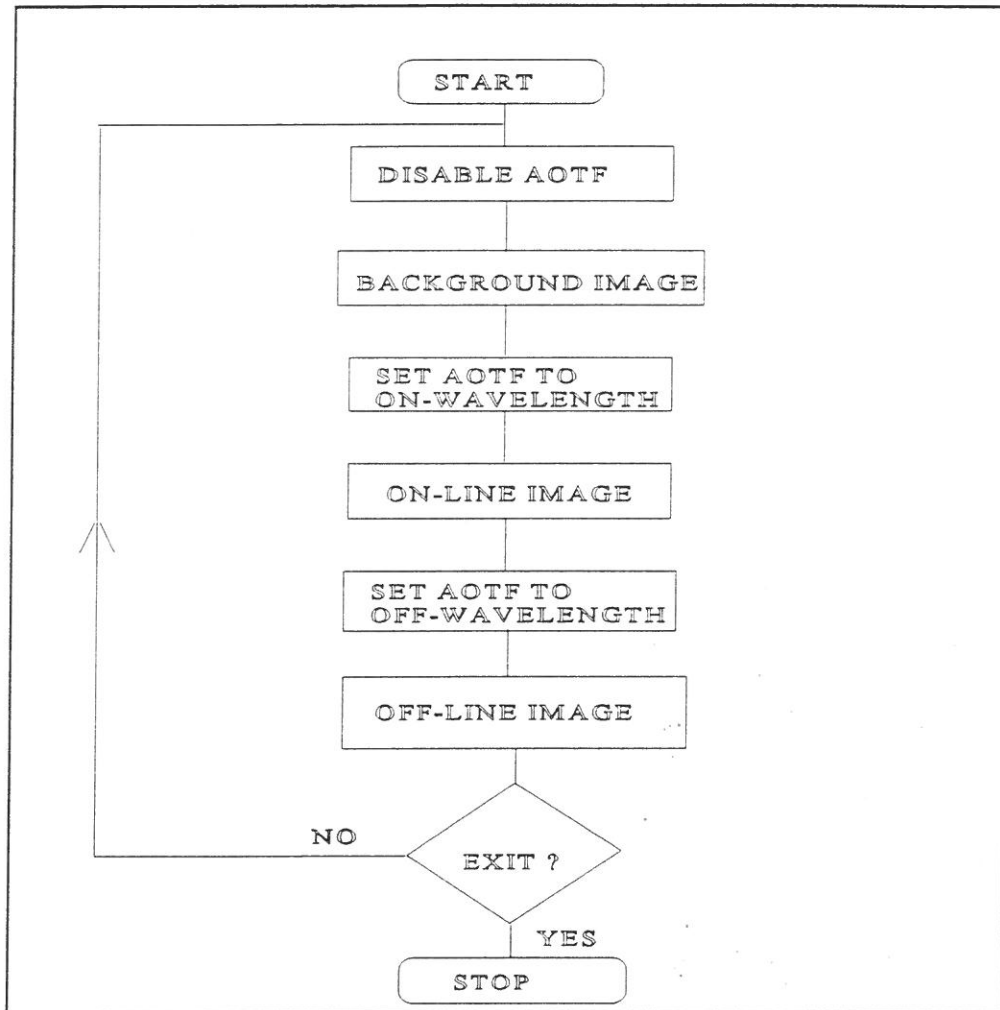 START
DISABLE AOTF
BACKGROUND IMAGE
SET AOTF TO
ON-WAVELENGTH
ON-LINE IMAGE
SET AOTF TO
OFF-WAVELENGTH
OFF-LINE IMAGE
NO
EXIT ?
YES
STOP